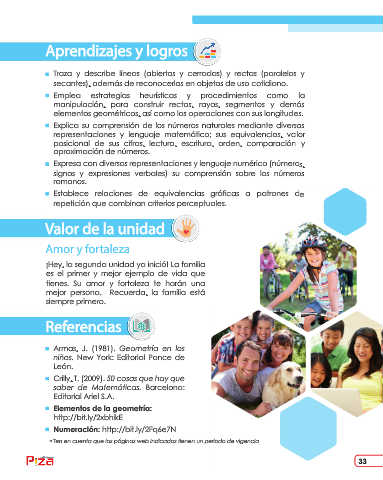 Aprendizajes y logros
Traza y describe líneas (abiertas y cerradas) y rectas (paralelas y
secantes), además de reconocerlas en objetos de uso cotidiano.
Emplea estrategias heurísticas y procedimientos como la
manipulación, para construir rectas, rayas, segmentos y demás
elementos geométricos, así como las operaciones con sus longitudes.
Explica su comprensión de los números naturales mediante diversas
representaciones y lenguaje matemático; sus equivalencias, valor
posicional de sus cifras, lectura, escritura, orden, comparación y
aproximación de números.
Expresa con diversas representaciones y lenguaje numérico (números,
signos y expresiones verbales) su comprensión sobre los números
romanos.
Establece relaciones de equivalencias gráficas a patrones de
repetición que combinan criterios perceptuales.
Valor de la unidad
Amor y fortaleza
¡Hey, la segunda unidad ya inició! La familia
es el primer y mejor ejemplo de vida que
tienes. Su amor y fortaleza te harán una
mejor persona. Recuerda, la familia está
siempre primero.
Referencias
Armas, J. (1981). Geometría en los
niños. New York: Editorial Ponce de
León.
Crilly, T. (2009). 50 cosas que hay que
saber de Matemáticas. Barcelona:
Editorial Ariel S.A.
Elementos de la geometría:
http://bit.ly/2xbhikE
Numeración: http://bit.ly/2Fq6e7N
*Ten en cuenta que las páginas web indicadas tienen un periodo de vigencia
33